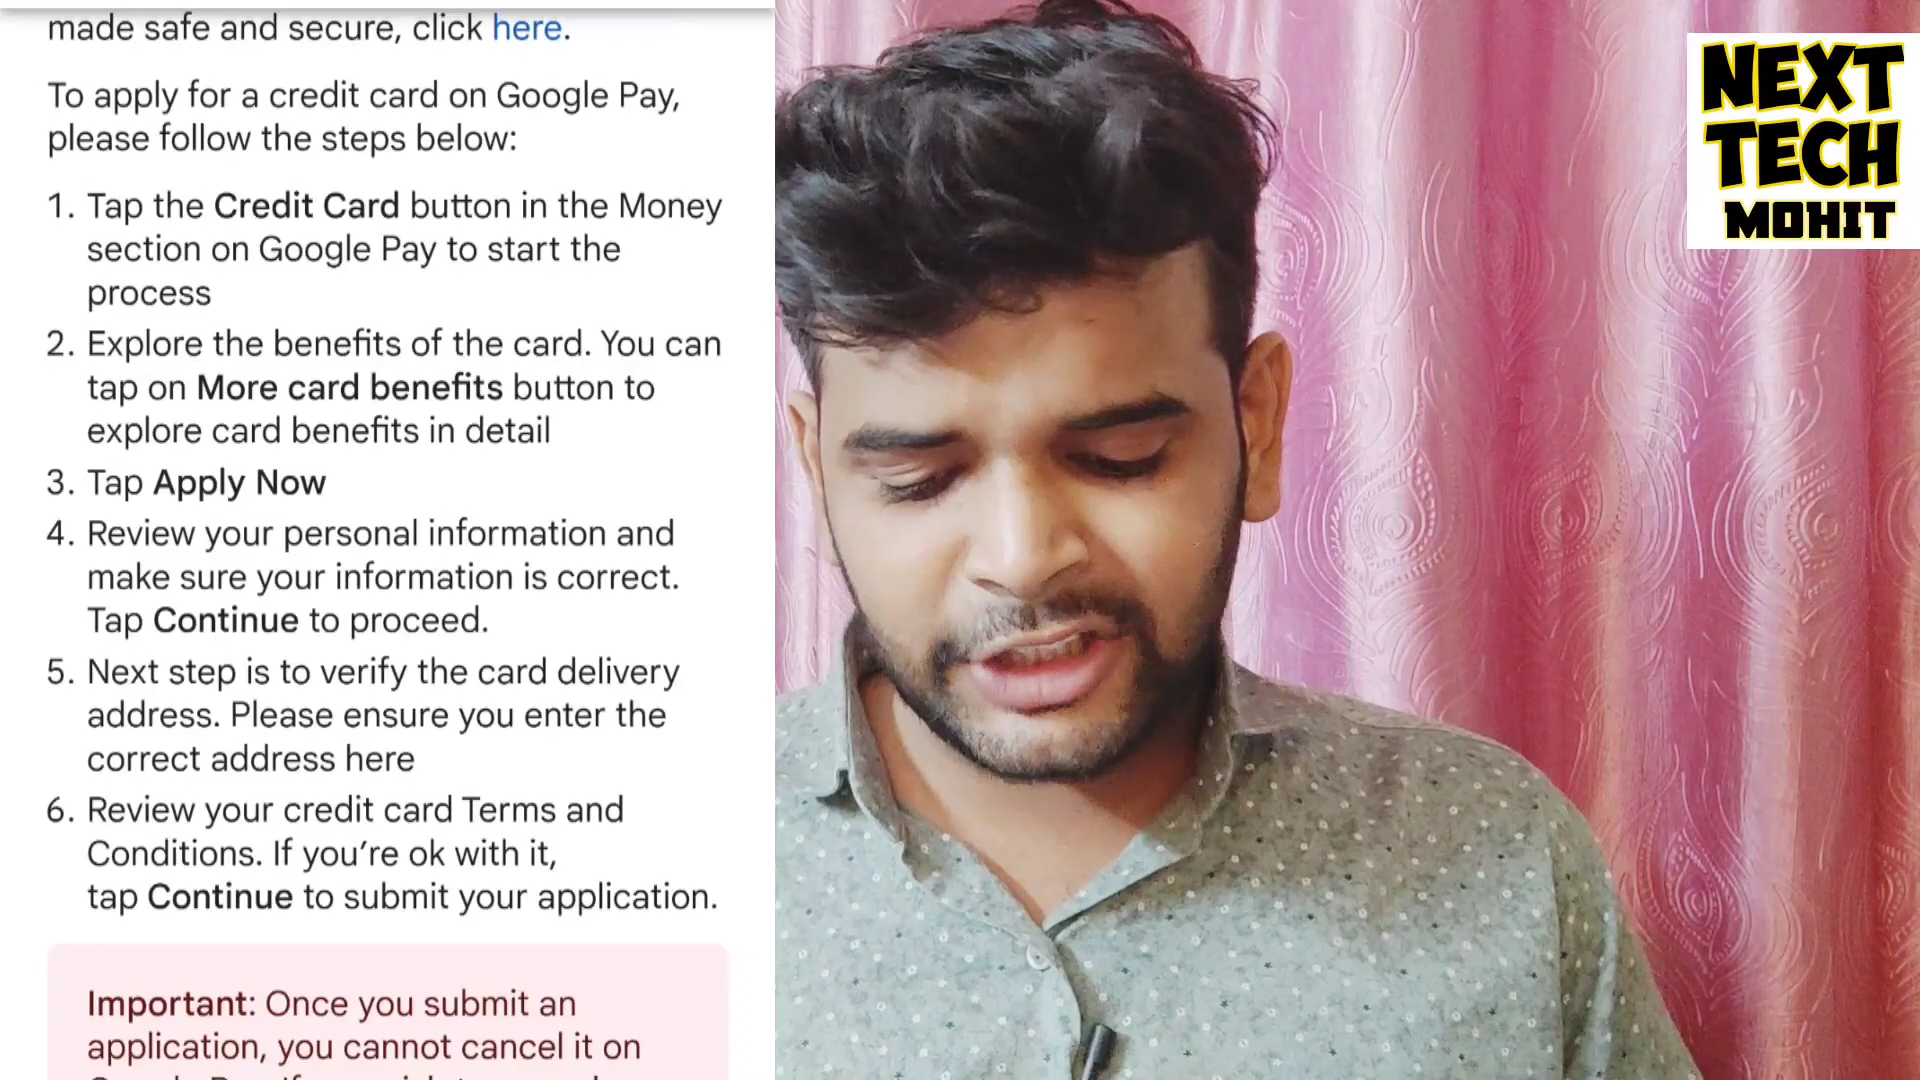 made safe and secure, click here.
To apply for a credit card on Google Pay,
please follow the steps below:
1. Tap the Credit Card button in the Money
section on Google Pay to start the
process
2. Explore the benefits of the card. You can
tap on More card benefits button to
explore card benefits in detail
3. Tap Apply Now
4. Review your personal information and
make sure your information is correct.
Tap Continue to proceed.
5. Next step is to verify the card delivery
address. Please ensure you enter the
correct address here
6. Review your credit card Terms and
Conditions. If you’re ok with it,
tap Continue to submit your application.
Important: Once you submit an
application, you cannot cancel it on
NEXT
TECH
MOHIT